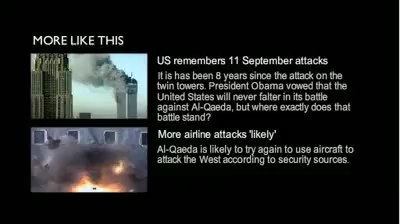 MORE LIKE THIS
US remembers 11 September attacks
It is has been 8 years since the attack on the
twin towers. President Obama vowed that the
United States will never falter in its battle
against Al-Qaeda, but where exactly does that
battle stand?
More airline attacks 'likely'
Al-Qaeda is likely to try again to use aircraft to
attack the West according to security sources.